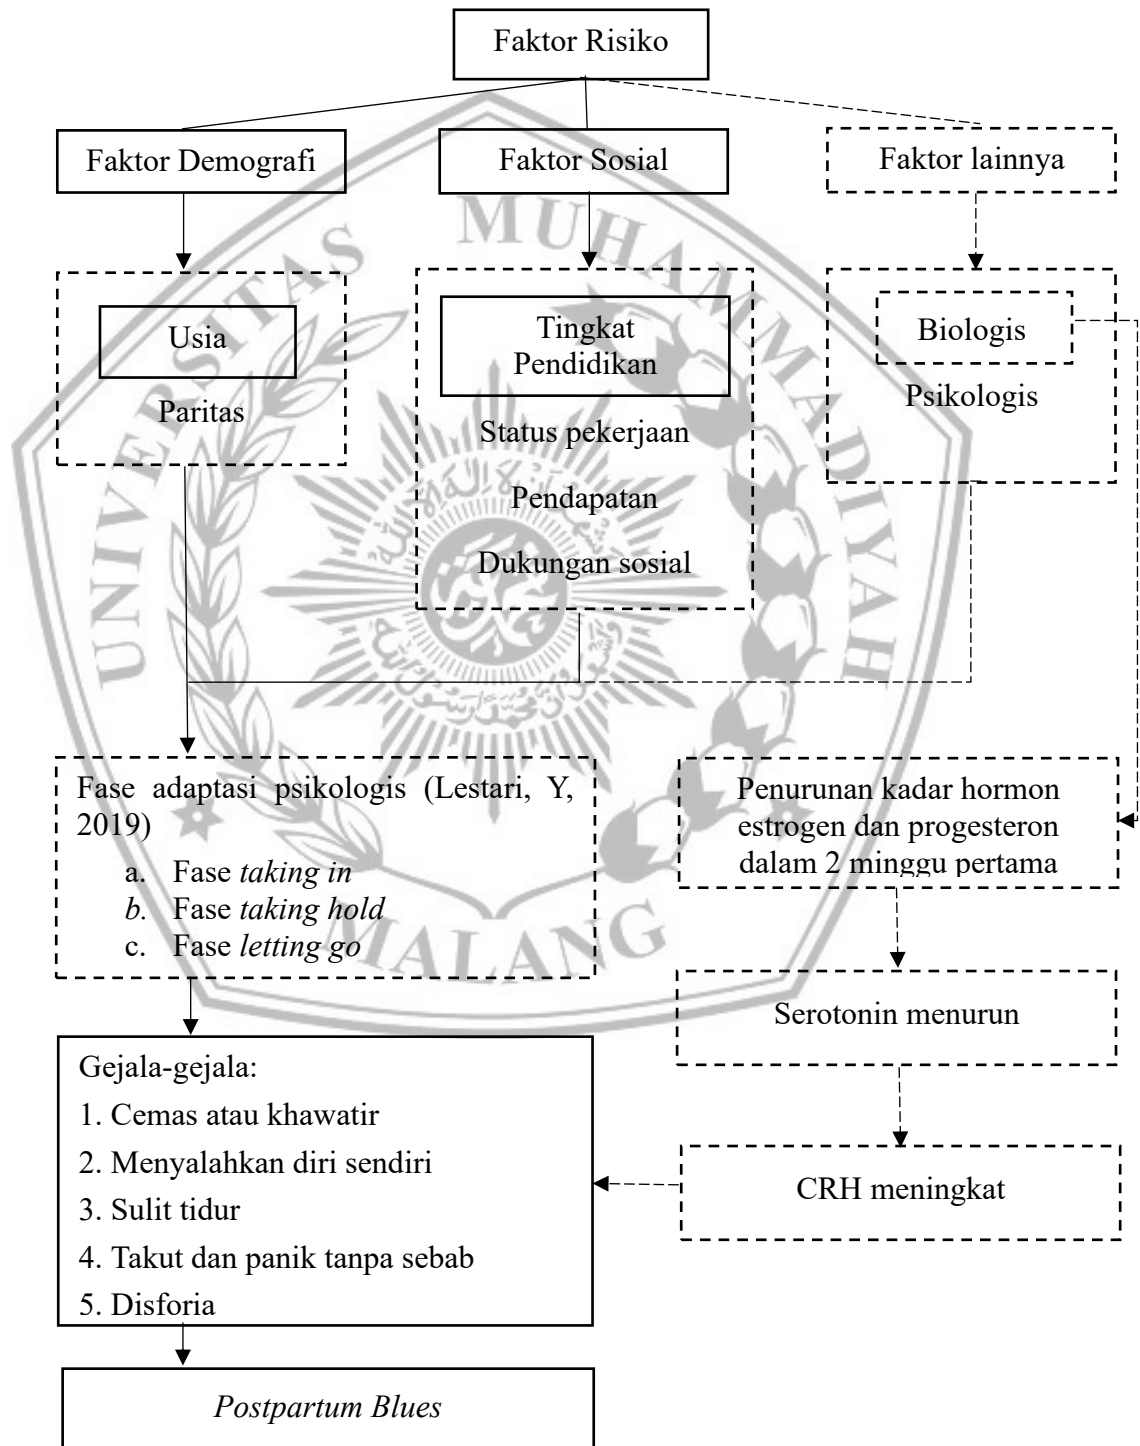 Faktor Risiko
Faktor Demografi
Faktor Sosial
Faktor lainnya
Usia
Paritas
Tingkat
Pendidikan
Status pekerjaan
Pendapatan
Dukungan sosial
Biologis
Psikologis
Fase adaptasi psikologis (Lestari, Y,
2019)
a. Fase taking in
b. Fase taking hold
c. Fase letting go
Penurunan kadar hormon
estrogen dan progesteron
dalam 2 minggu pertama
Serotonin menurun
CRH meningkat
Gejala-gejala:
1. Cemas atau khawatir
2. Menyalahkan diri sendiri
3. Sulit tidur
4. Takut dan panik tanpa sebab
5. Disforia
Postpartum Blues
UNIVERSITAS MUHAMMADIYAH
MALANG